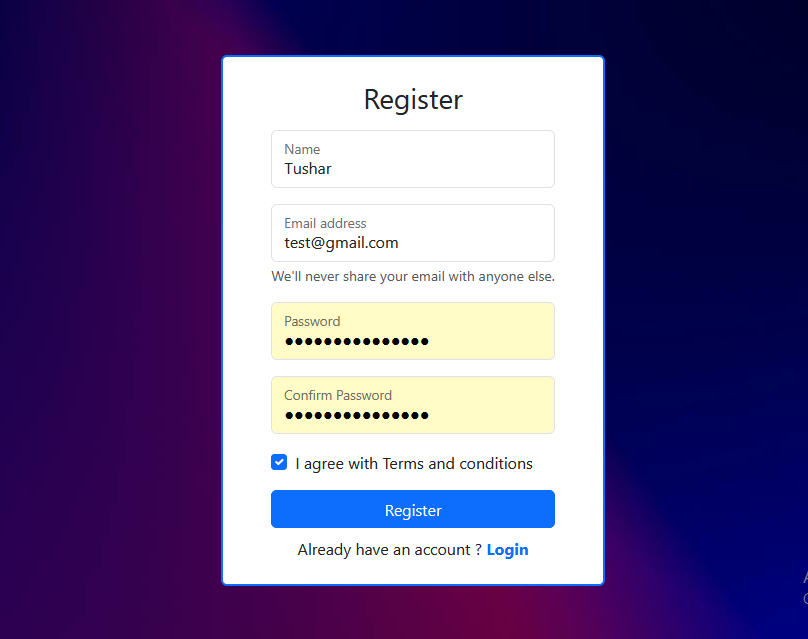 Register
Name
Tushar
Email address
test@gmail.com
We'll never share your email with anyone else.
Password
●●●●●●●●●●●●●●●
Confirm Password
●●●●●●●●●●●●●●●
I agree with Terms and conditions
Register
Already have an account ? Login